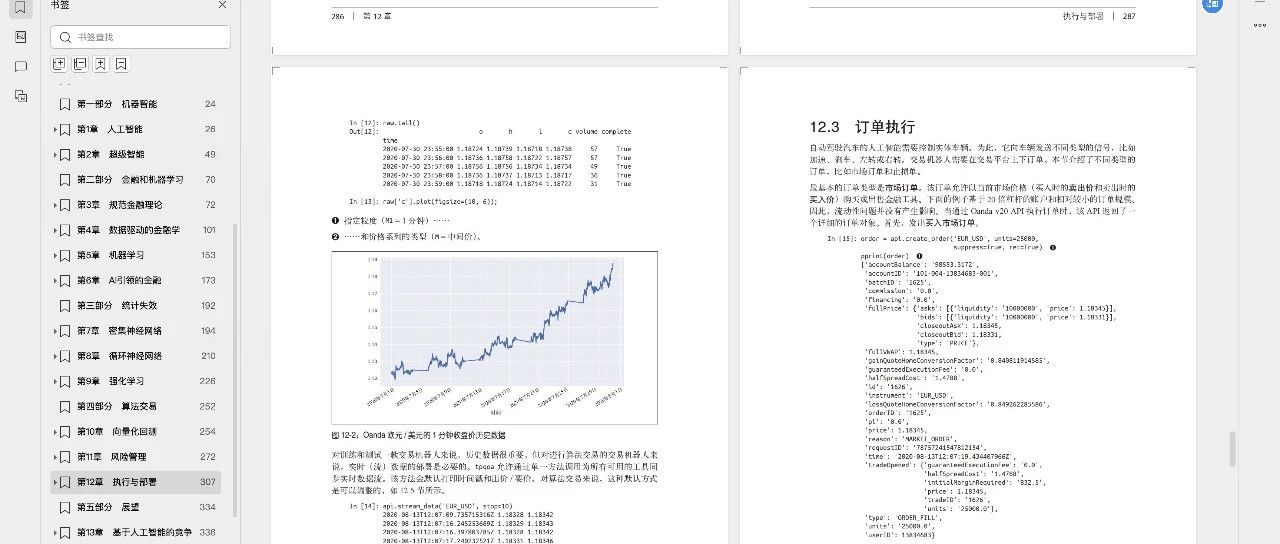 书签
书签查找
第一部分 机器智能 24
第1章 人工智能 26
第2章 超级智能 49
第二部分 金融和机器学习 70
第3章 规范金融理论 72
第4章 数据驱动的金融学 101
第5章 机器学习 153
第6章 AI引领的金融 173
第三部分 统计失效 192
第7章 密集神经网络 194
第8章 循环神经网络 210
第9章 强化学习 226
第四部分 算法交易 252
第10章 向量化回测 254
第11章 风险管理
第12章 执行与部署 307
第五部分 展望 334
第13章 基于人工智能的竞争 336
286 | 第 12 章
In [12]: raw.tail()
Out[12]: o h l c volume complete
time
2020-07-30 23:55:00 1.18724 1.18739 1.18718 1.18738 57 True
2020-07-30 23:56:00 1.18736 1.18758 1.18722 1.18757 57 True
2020-07-30 23:57:00 1.18756 1.18756 1.18734 1.18734 49 True
2020-07-30 23:58:00 1.18736 1.18737 1.18713 1.18717 36 True
2020-07-30 23:59:00 1.18718 1.18724 1.18714 1.18722 31 True
In [13]: raw['c'].plot(figsize=(10, 6));
❶ 指定粒度（M1＝1 分钟）……
❷ ……和价格系列的类型（M＝中间价）。
1.19
1.18
1.17
1.16
1.15
1.14
1.13
1.12
时间
图 12-2：Oanda 欧元 / 美元的 1 分钟收盘价历史数据
对训练和测试一款交易机器人来说，历史数据很重要，但对进行算法交易的交易机器人来
说，实时（流）数据的部署是必要的。tpqoa 允许通过单一方法调用为所有可用的工具同
步实时数据流。该方法会默认打印时间戳和出价 / 要价。对算法交易来说，这种默认方式
是可以调整的，如 12.5 节所示。
In [14]: api.stream_data('EUR_USD', stop=10)
2020-08-13T12:07:09.735715316Z 1.18328 1.18342
2020-08-13T12:07:16.245253689Z 1.18329 1.18343
2020-08-13T12:07:16.397803785Z 1.18328 1.18342
2020-08-13T12:07:17.240232521Z 1.18331 1.18346
执行与部署 | 287
12.3 订单执行
自动驾驶汽车的人工智能需要控制实体车辆，为此，它向车辆发送不同类型的信号，比如
加速、刹车、左转或右转，交易机器人需要在交易平台上下订单。本节介绍了不同类型的
订单，比如市场订单和止损单。
最基本的订单类型是市场订单，该订单允许以当前市场价格（买入时的卖出价和卖出时的
买入价）购买或出售金融工具。下面的例子基于 20 倍杠杆的账户和相对较小的订单规模，
因此，流动性问题并没有产生影响。当通过 Oanda v20 API 执行订单时，该 API 返回了一
个详细的订单对象。首先，发出买入市场订单。
In [15]: order = api.create_order('EUR_USD', units=25000,
suppress=True, ret=True) ❶
pprint(order) ❶
{'accountBalance': '98553.3172',
'accountID': '101-004-13834683-001',
'batchID': '1625',
'commission': '0.0',
'financing': '0.0',
'fullPrice': {'asks': [{'liquidity': '10000000', 'price': 1.18345}],
'bids': [{'liquidity': '10000000', 'price': 1.18331}],
'closeoutAsk': 1.18345,
'closeoutBid': 1.18331,
'type': 'PRICE'},
'fullVWAP': 1.18345,
'gainQuoteHomeConversionFactor': '0.840811914585',
'guaranteedExecutionFee': '0.0',
'halfSpreadCost': '1.4788',
'id': '1626',
'instrument': 'EUR_USD',
'lossQuoteHomeConversionFactor': '0.849262285586',
'orderID': '1625',
'pl': '0.0',
'price': 1.18345,
'reason': 'MARKET_ORDER',
'requestID': '78757241547812154',
'time': '2020-08-13T12:07:19.434407966Z',
'tradeOpened': {'guaranteedExecutionFee': '0.0',
'halfSpreadCost': '1.4788',
'initialMarginRequired': '832.5',
'price': 1.18345,
'tradeID': '1626',
'units': '25000.0'},
'type': 'ORDER_FILL',
'units': '25000.0',
'userID': 13834683}